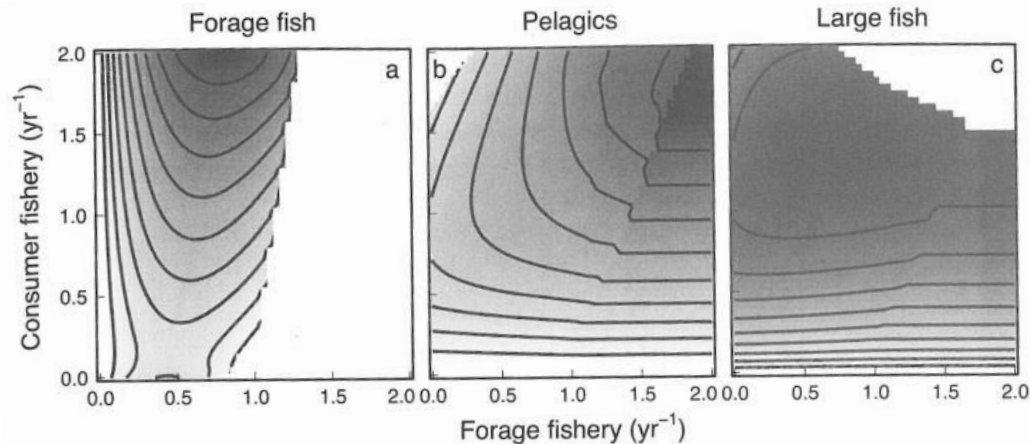 Forage fish
Pelagics
Large fish
a
b
c
Consumer fishery (yr⁻¹)
2.0
1.5
1.0
0.5
0.0
0.0 0.5 1.0 1.5 2.0
0.0 0.5 1.0 1.5 2.0
0.0 0.5 1.0 1.5 2.0
Forage fishery (yr⁻¹)